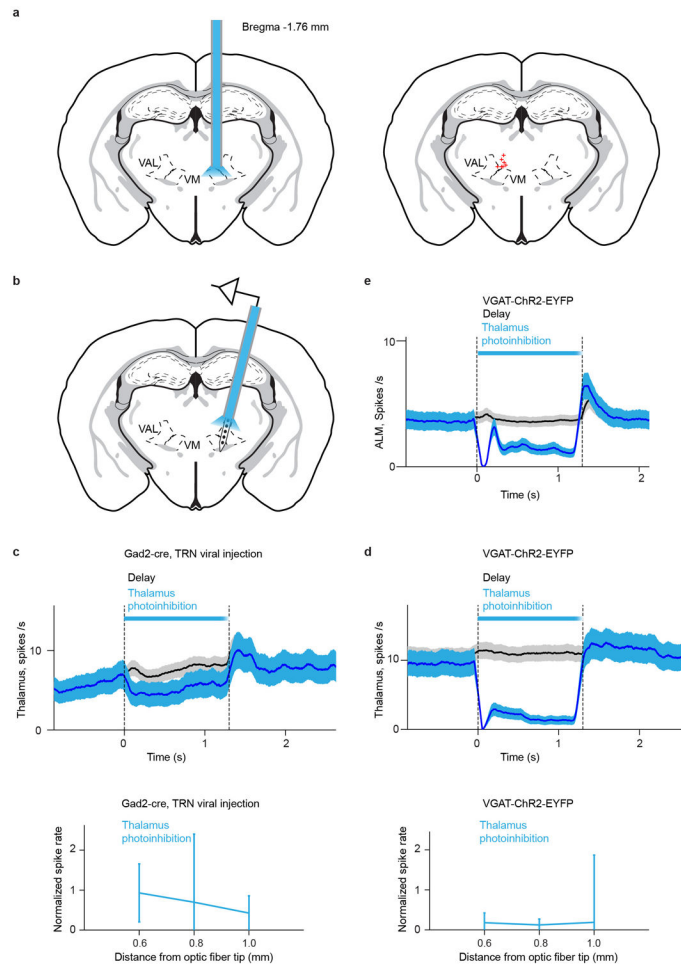 a
Bregma -1.76 mm
VAL
VM
VAL
VM
b
VAL
VM
e
VGAT-ChR2-EYFP
Delay
Thalamus
photoinhibition
10
0
ALM, Spikes /s
0
1
2
Time (s)
c
Gad2-cre, TRN viral injection
Delay
Thalamus
photoinhibition
10
0
Thalamus, spikes /s
0
1
2
Time (s)
d
VGAT-ChR2-EYFP
Delay
Thalamus
photoinhibition
10
0
Thalamus, spikes /s
0
1
2
Time (s)
Gad2-cre, TRN viral injection
Thalamus
photoinhibition
2
1
0
Normalized spike rate
0.6
0.8
1.0
Distance from optic fiber tip (mm)
VGAT-ChR2-EYFP
Thalamus
photoinhibition
2
1
0
Normalized spike rate
0.6
0.8
1.0
Distance from optic fiber tip (mm)